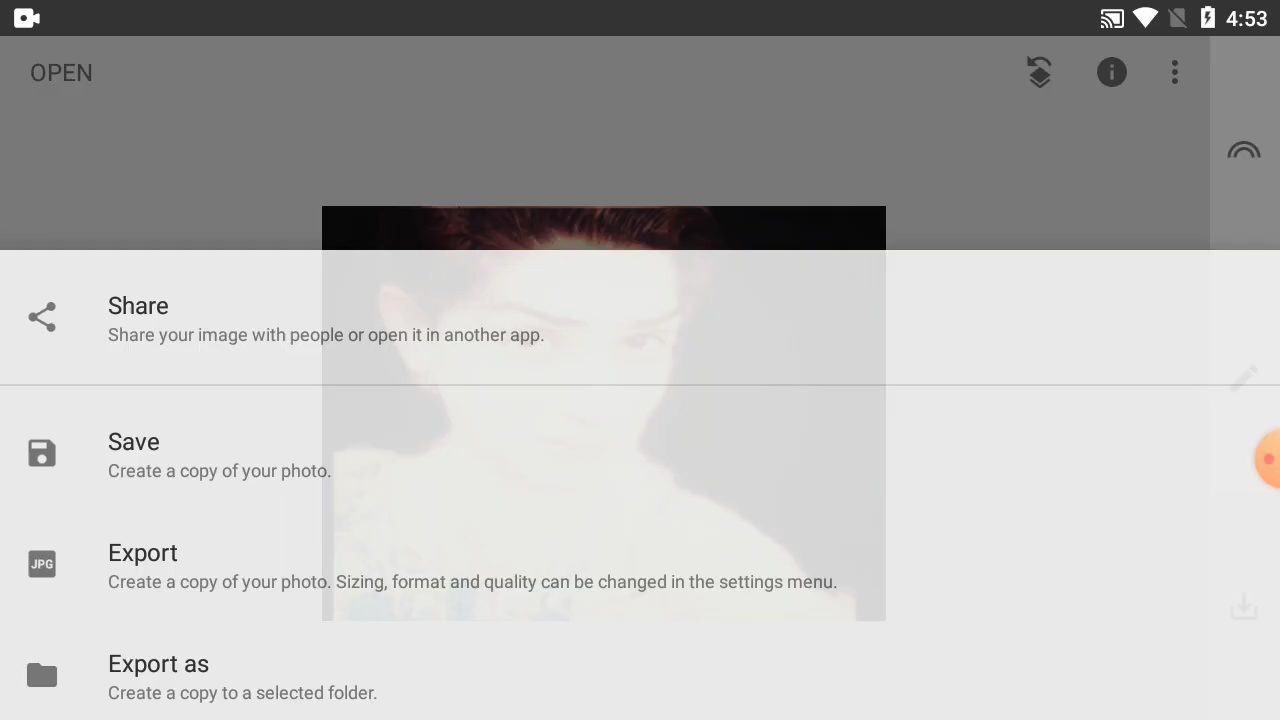 4:53
OPEN
Share
Share your image with people or open it in another app.
Save
Create a copy of your photo.
JPG
Export
Create a copy of your photo. Sizing, format and quality can be changed in the settings menu.
Export as
Create a copy to a selected folder.